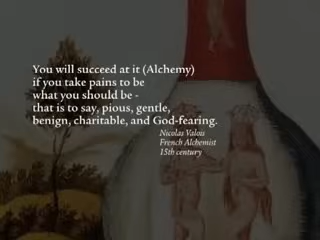 You will succeed at it (Alchemy)
if you take pains to be
what you should be -
that is to say, pious, gentle,
benign, charitable, and God-fearing.
Nicolas Valois
French Alchemist
15th century